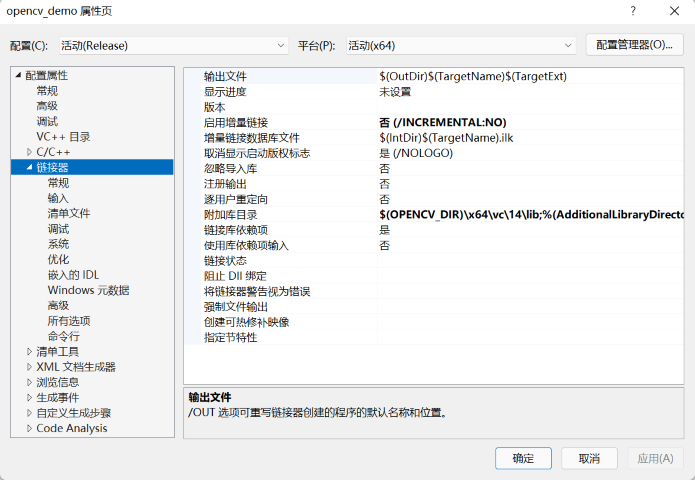 opencv_demo 属性页
?
配置(C): 活动(Release) 平台(P): 活动(x64) 配置管理器(O)...
配置属性
常规
高级
调试
VC++ 目录
C/C++
链接器
常规
输入
清单文件
调试
系统
优化
嵌入的 IDL
Windows 元数据
高级
所有选项
命令行
清单工具
XML 文档生成器
浏览信息
生成事件
自定义生成步骤
Code Analysis
输出文件 $(OutDir)$(TargetName)$(TargetExt)
显示进度 未设置
版本
启用增量链接 否 (/INCREMENTAL:NO)
增量链接数据库文件 $(IntDir)$(TargetName).ilk
取消显示启动版权标志 是 (/NOLOGO)
忽略导入库 否
注册输出 否
逐用户重定向 否
附加库目录 $(OPENCV_DIR)\x64\vc\14\lib;%(AdditionalLibraryDirecto
链接库依赖项 是
使用库依赖项输入 否
链接状态
阻止 Dll 绑定
将链接器警告视为错误
强制文件输出
创建可热修补映像
指定节特性
输出文件
/OUT 选项可重写链接器创建的程序的默认名称和位置。
确定 取消 应用(A)